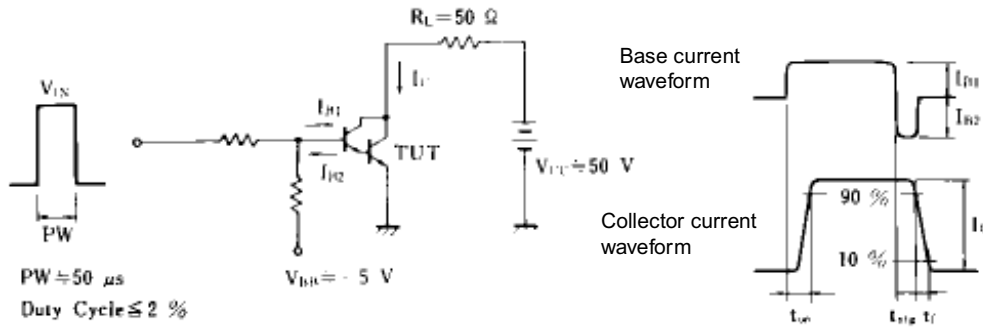 R_L=50 Ω
V_IN
PW
PW≒50 μs
Duty Cycle≦2 %
I_B1
I_B2
I_C
TUT
V_CC≒50 V
V_BB≒- 5 V
Base current
waveform
I_B1
I_B2
Collector current
waveform
90 %
10 %
t_on
t_stg t_f